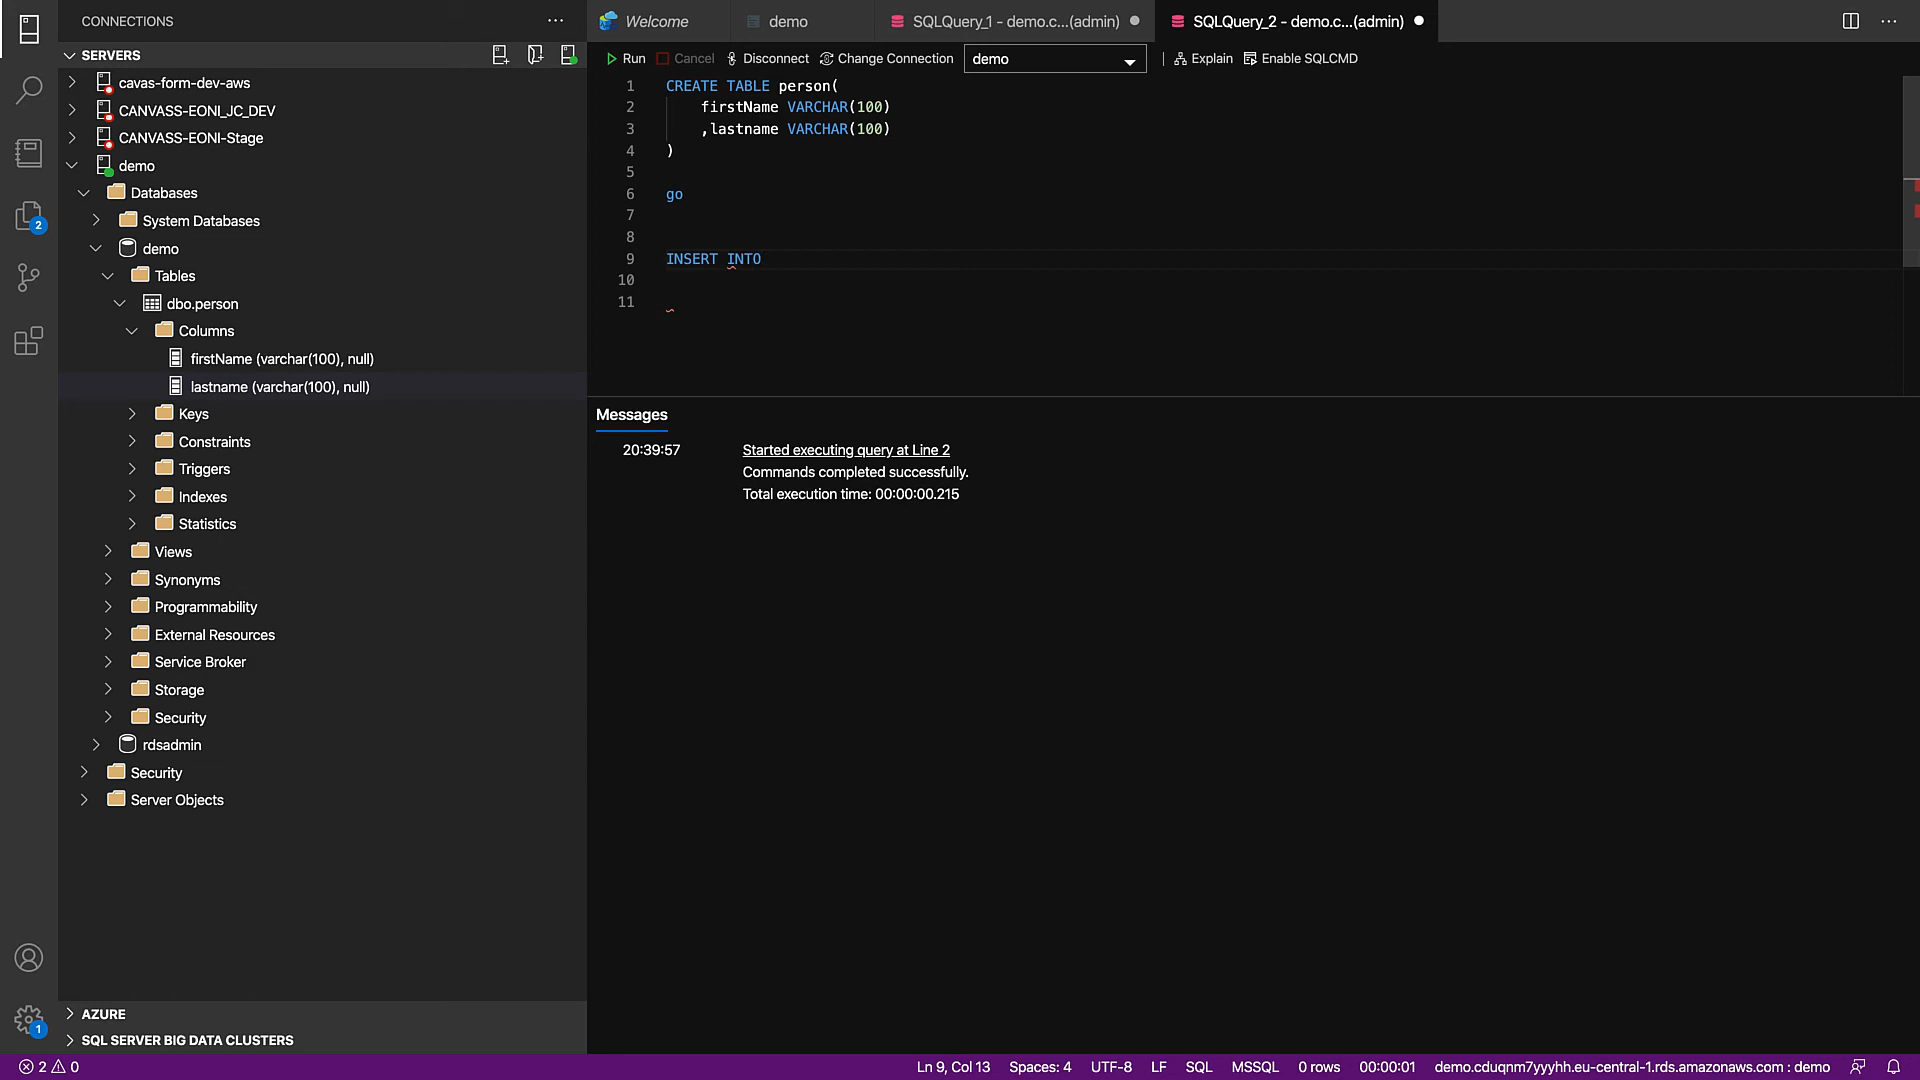 CONNECTIONS
SERVERS
cavas-form-dev-aws
CANVASS-EONI_JC_DEV
CANVASS-EONI-Stage
demo
Databases
System Databases
demo
Tables
dbo.person
Columns
firstName (varchar(100), null)
lastname (varchar(100), null)
Keys
Constraints
Triggers
Indexes
Statistics
Views
Synonyms
Programmability
External Resources
Service Broker
Storage
Security
rdsadmin
Security
Server Objects
AZURE
SQL SERVER BIG DATA CLUSTERS
2
1
Welcome
demo
SQLQuery_1 - demo.c...(admin)
SQLQuery_2 - demo.c...(admin)
Run Cancel Disconnect Change Connection demo Explain Enable SQLCMD
1 CREATE TABLE person(
2 firstName VARCHAR(100)
3 ,lastname VARCHAR(100)
4 )
5
6 go
7
8
9 INSERT INTO
10
11
Messages
20:39:57 Started executing query at Line 2
Commands completed successfully.
Total execution time: 00:00:00.215
2 0 Ln 9, Col 13 Spaces: 4 UTF-8 LF SQL MSSQL 0 rows 00:00:01 demo.cduqnm7yyyhh.eu-central-1.rds.amazonaws.com : demo